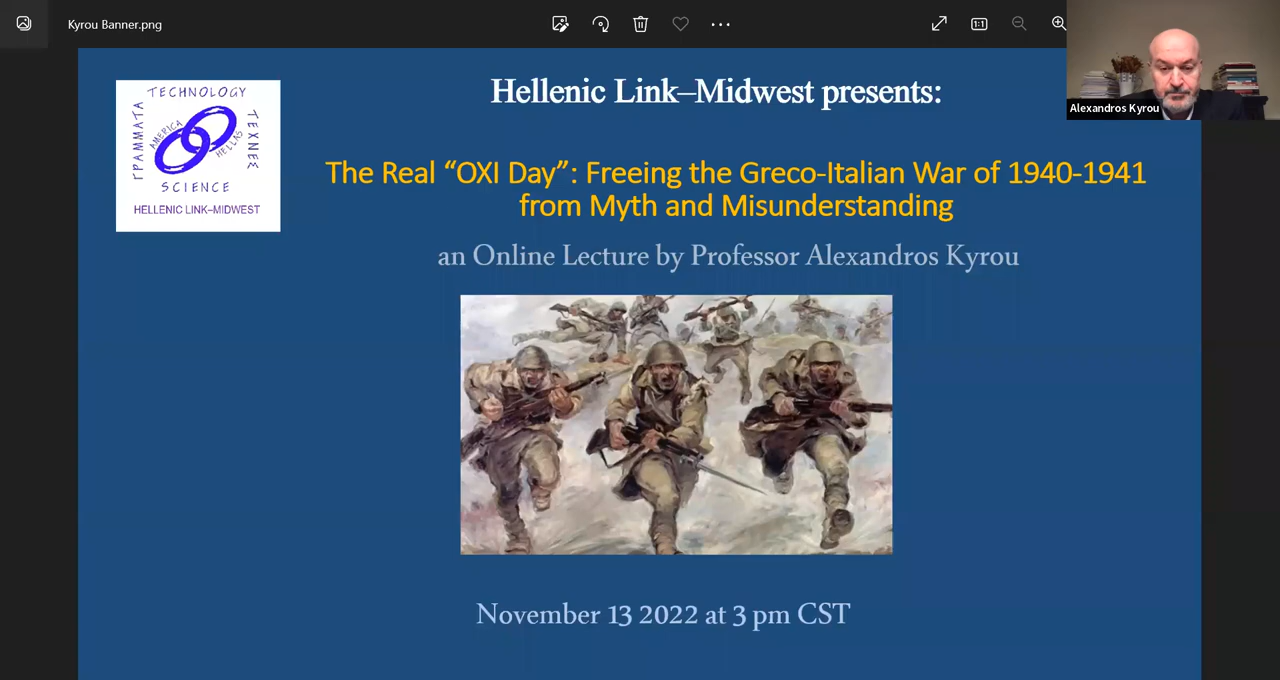 Kyrou Banner.png
1:1
Alexandros Kyrou
TECHNOLOGY
ΓΡΑΜΜΑΤΑ
AMERICA
HELLAS
ΤΕΧΝΕΣ
SCIENCE
HELLENIC LINK–MIDWEST
Hellenic Link–Midwest presents:
The Real “OXI Day”: Freeing the Greco-Italian War of 1940-1941
from Myth and Misunderstanding
an Online Lecture by Professor Alexandros Kyrou
November 13 2022 at 3 pm CST